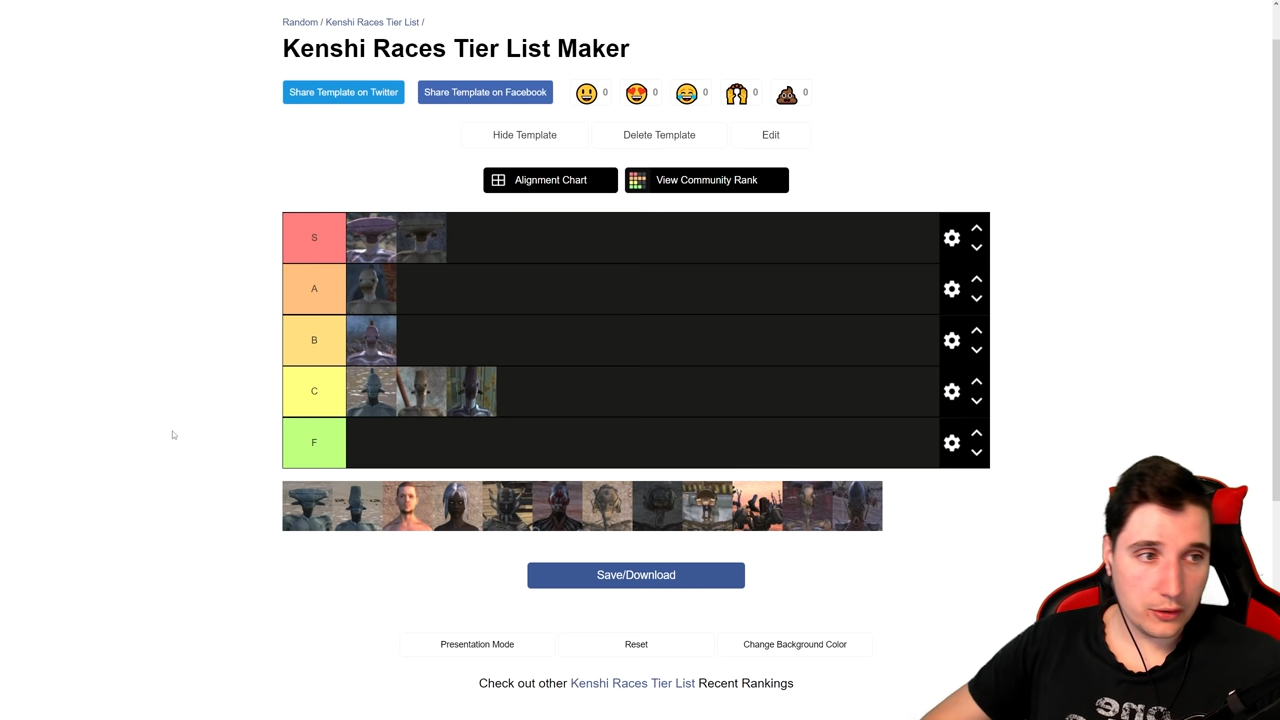 Random / Kenshi Races Tier List /
Kenshi Races Tier List Maker
Share Template on Twitter
Share Template on Facebook
0
0
0
0
0
Hide Template
Delete Template
Edit
Alignment Chart
View Community Rank
S
A
B
C
F
Save/Download
Presentation Mode
Reset
Change Background Color
Check out other Kenshi Races Tier List Recent Rankings